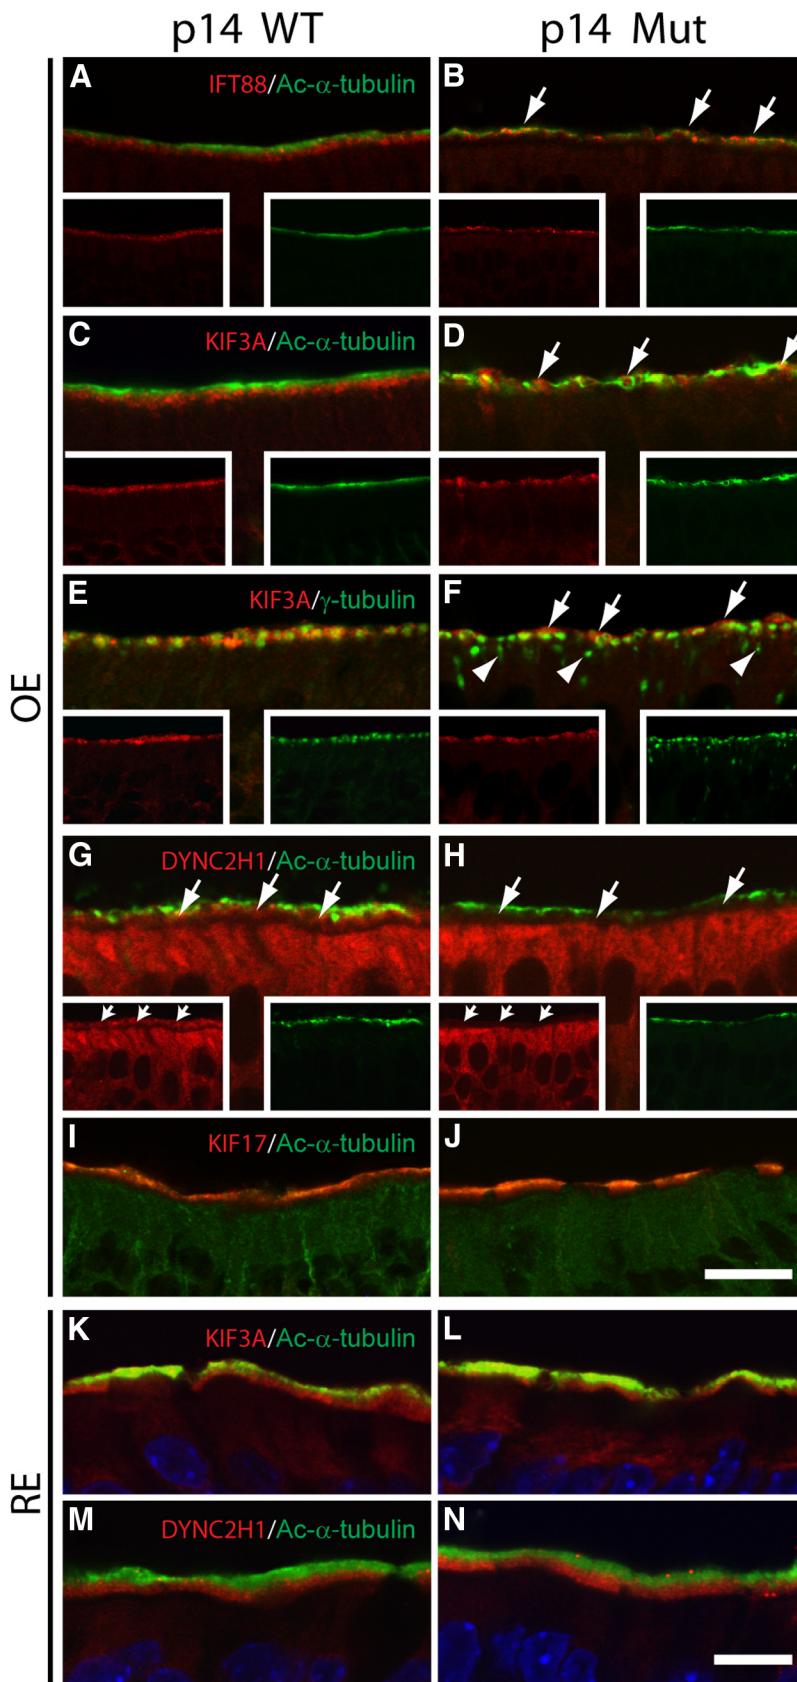 p14 WT
p14 Mut
A
IFT88/Ac-α-tubulin
B
C
KIF3A/Ac-α-tubulin
D
E
KIF3A/γ-tubulin
F
OE
G
DYNC2H1/Ac-α-tubulin
H
I
KIF17/Ac-α-tubulin
J
K
KIF3A/Ac-α-tubulin
L
RE
M
DYNC2H1/Ac-α-tubulin
N